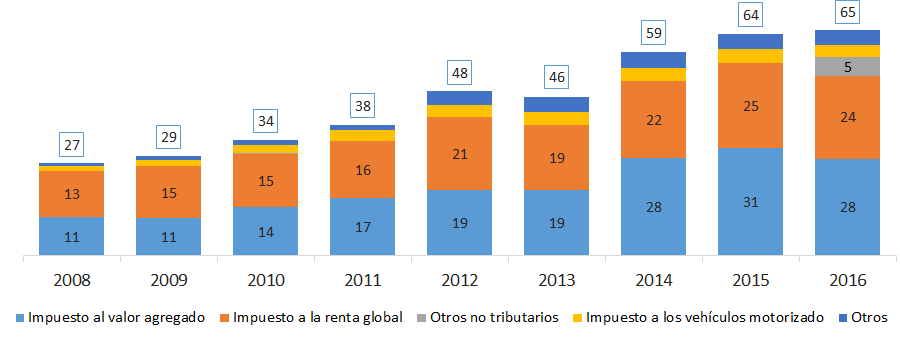 65
64
59
48
46
38
34
29
27
5
13 15 15 16 21 19 22 25 24
11 11 14 17 19 19 28 31 28
2008 2009 2010 2011 2012 2013 2014 2015 2016
Impuesto al valor agregado Impuesto a la renta global Otros no tributarios Impuesto a los vehículos motorizado Otros